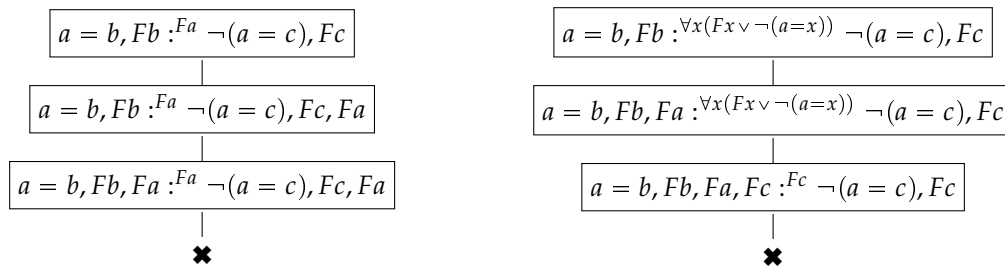 a = b, Fb :^{Fa} ¬(a = c), Fc
a = b, Fb :^{Fa} ¬(a = c), Fc, Fa
a = b, Fb, Fa :^{Fa} ¬(a = c), Fc, Fa
✖
a = b, Fb :^{∀x(Fx ∨ ¬(a=x))} ¬(a = c), Fc
a = b, Fb, Fa :^{∀x(Fx ∨ ¬(a=x))} ¬(a = c), Fc
a = b, Fb, Fa, Fc :^{Fc} ¬(a = c), Fc
✖